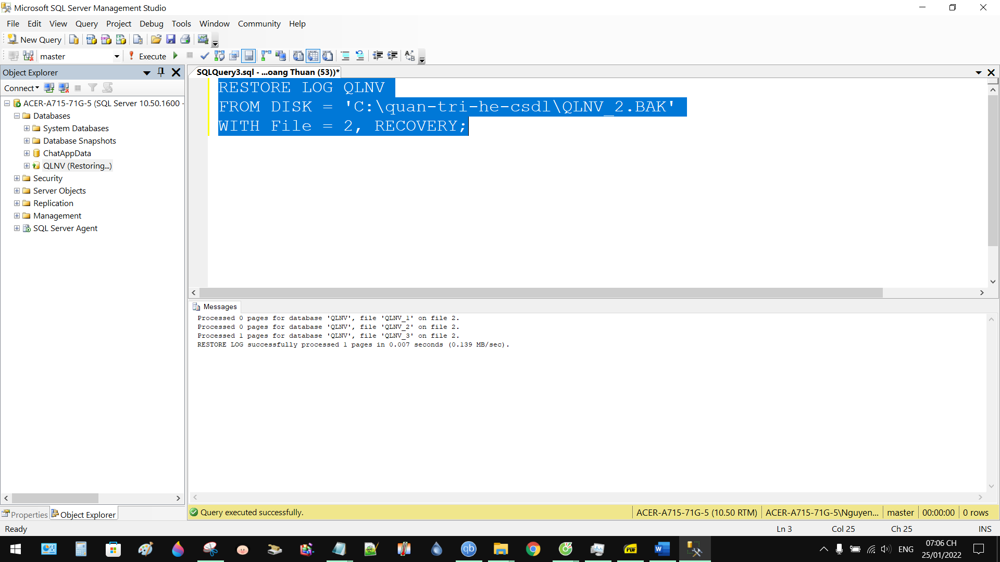 Microsoft SQL Server Management Studio
File Edit View Query Project Debug Tools Window Community Help
New Query
master Execute
Object Explorer
Connect
ACER-A715-71G-5 (SQL Server 10.50.1600 -
Databases
System Databases
Database Snapshots
ChatAppData
QLNV (Restoring...)
Security
Server Objects
Replication
Management
SQL Server Agent
Properties Object Explorer
SQLQuery3.sql - ...oang Thuan (53))*
RESTORE LOG QLNV
FROM DISK = 'C:\quan-tri-he-csdl\QLNV_2.BAK'
WITH File = 2, RECOVERY;
Messages
Processed 0 pages for database 'QLNV', file 'QLNV_1' on file 2.
Processed 0 pages for database 'QLNV', file 'QLNV_2' on file 2.
Processed 1 pages for database 'QLNV', file 'QLNV_3' on file 2.
RESTORE LOG successfully processed 1 pages in 0.007 seconds (0.139 MB/sec).
Query executed successfully. ACER-A715-71G-5 (10.50 RTM) ACER-A715-71G-5\Nguyen... master 00:00:00 0 rows
Ready Ln 3 Col 25 Ch 25 INS
qb PDF W ENG
07:06 CH
25/01/2022